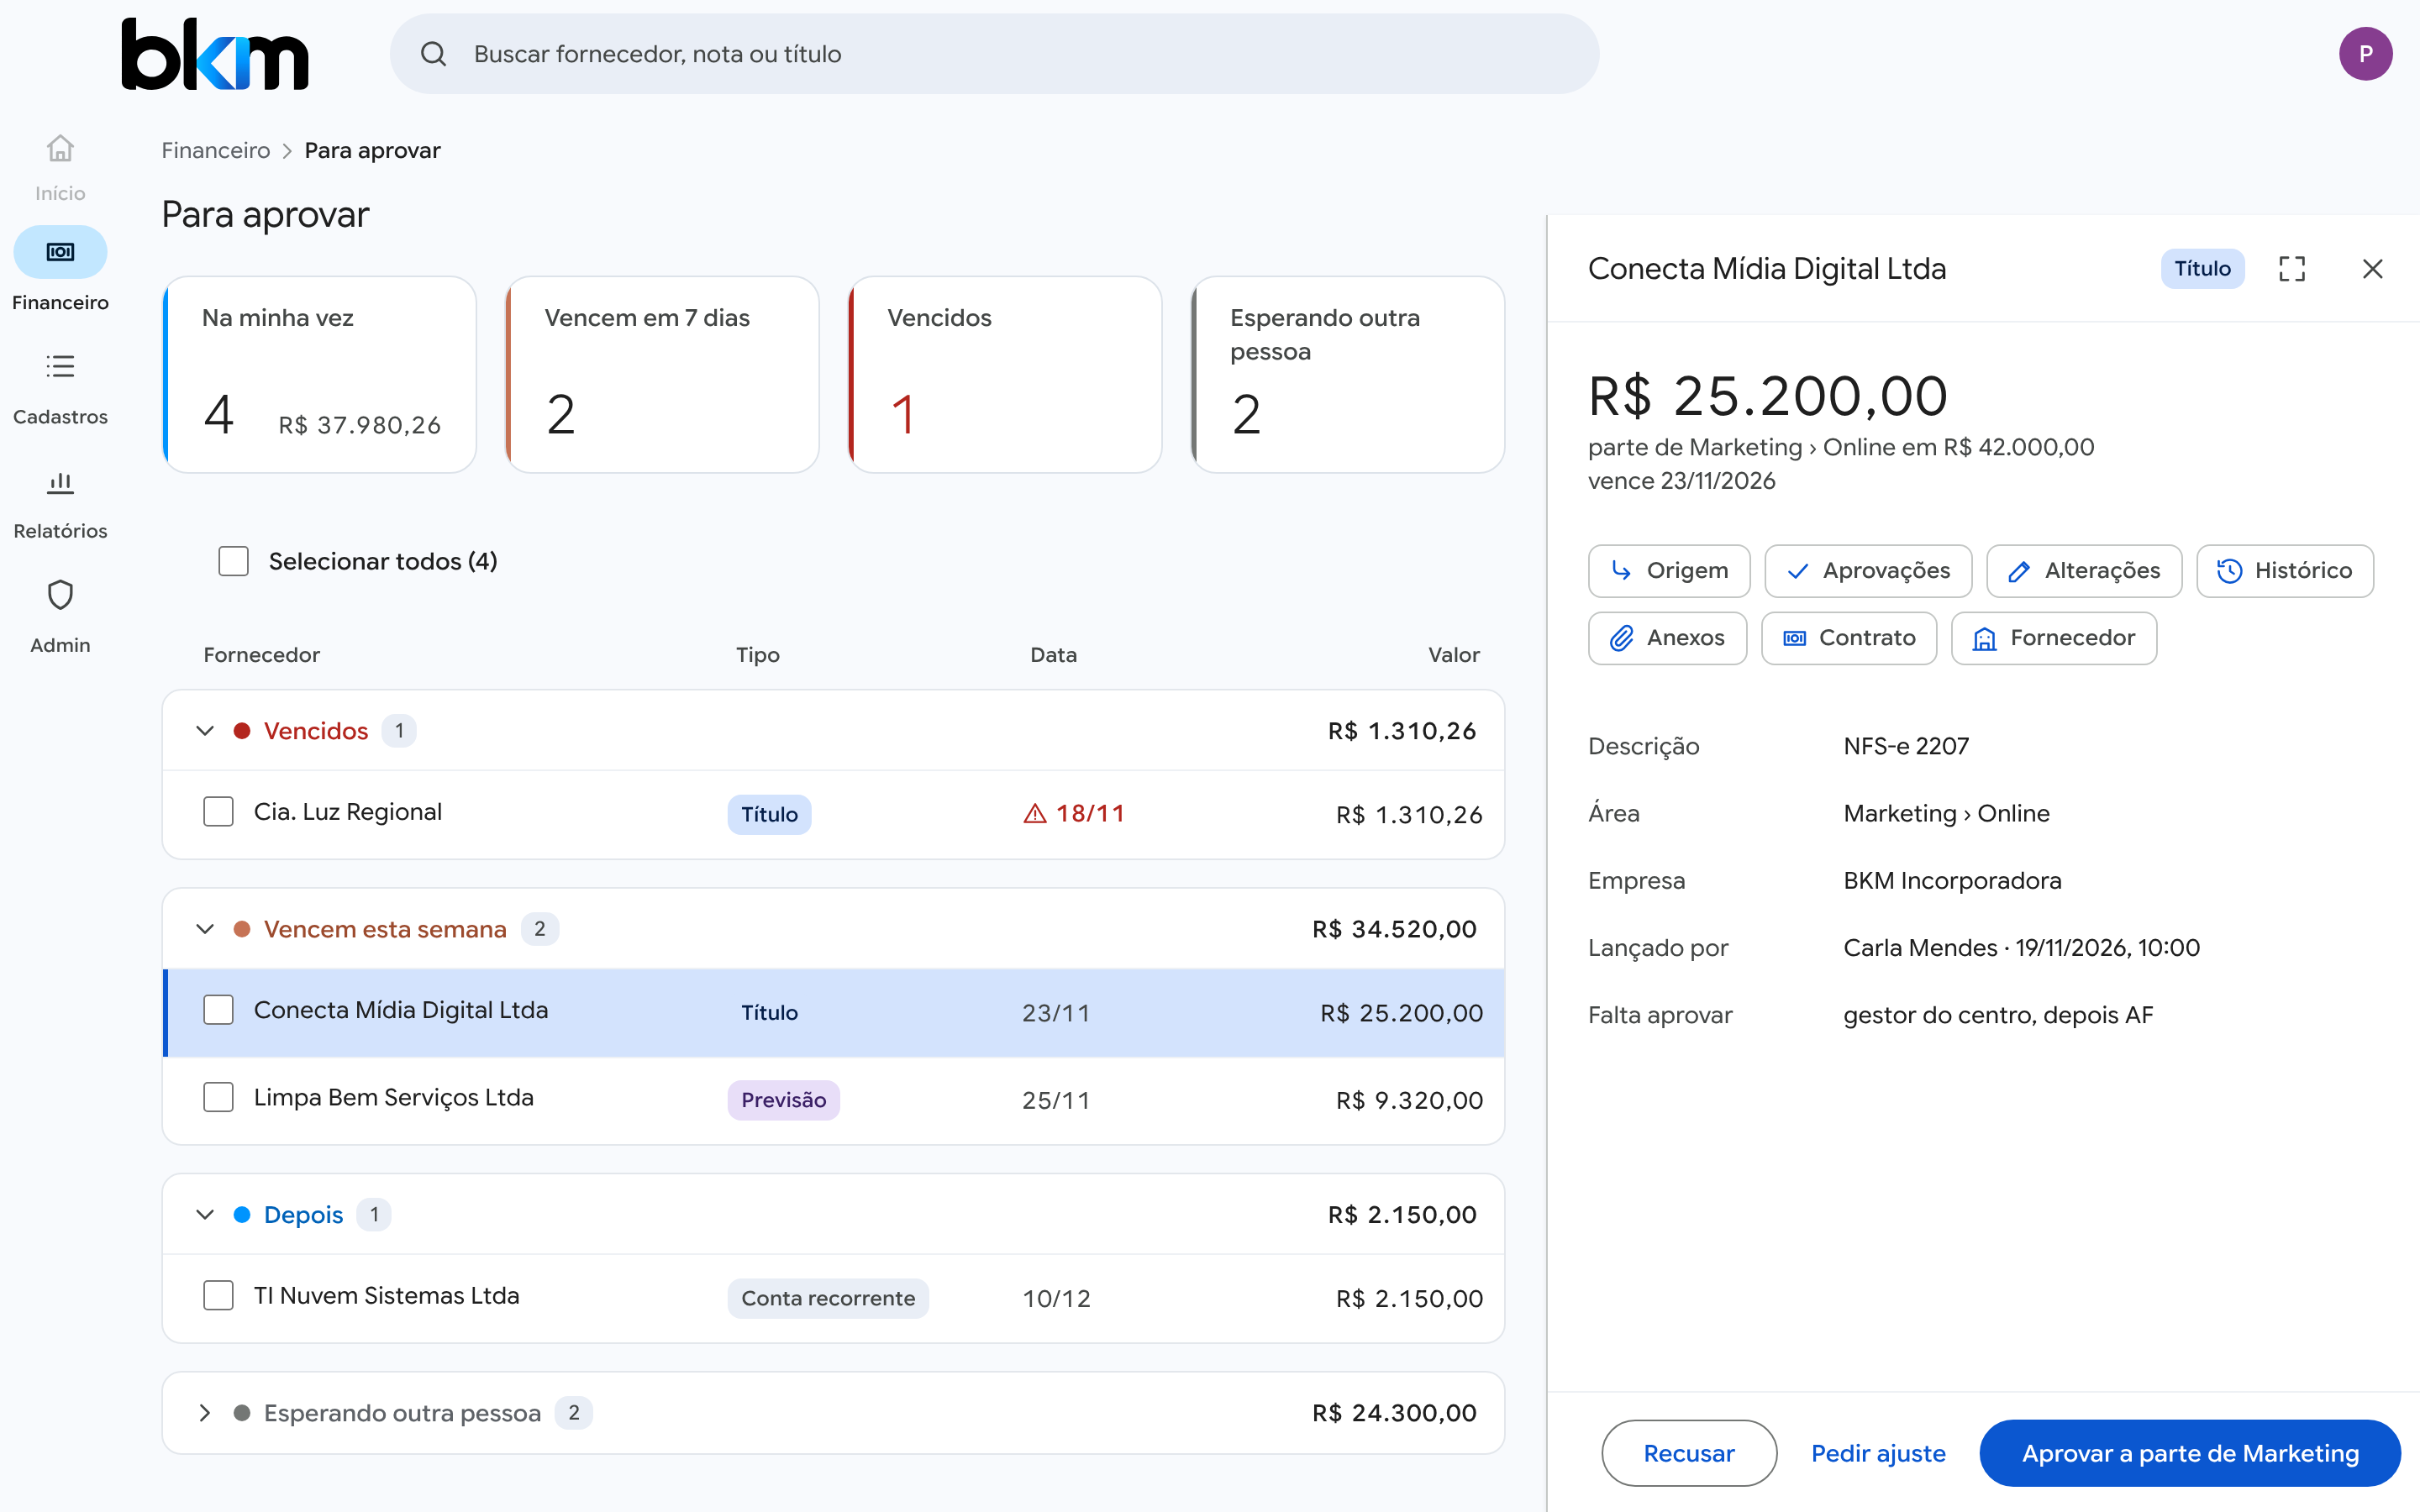 bkm
Buscar fornecedor, nota ou título
P
Início
Financeiro
Cadastros
Relatórios
Admin
Financeiro › Para aprovar
Para aprovar
Na minha vez
4 R$ 37.980,26
Vencem em 7 dias
2
Vencidos
1
Esperando outra
pessoa
2
Selecionar todos (4)
Fornecedor Tipo Data Valor
Vencidos 1 R$ 1.310,26
Cia. Luz Regional Título 18/11 R$ 1.310,26
Vencem esta semana 2 R$ 34.520,00
Conecta Mídia Digital Ltda Título 23/11 R$ 25.200,00
Limpa Bem Serviços Ltda Previsão 25/11 R$ 9.320,00
Depois 1 R$ 2.150,00
TI Nuvem Sistemas Ltda Conta recorrente 10/12 R$ 2.150,00
Esperando outra pessoa 2 R$ 24.300,00
Conecta Mídia Digital Ltda Título
R$ 25.200,00
parte de Marketing › Online em R$ 42.000,00
vence 23/11/2026
Origem Aprovações Alterações Histórico
Anexos Contrato Fornecedor
Descrição NFS-e 2207
Área Marketing › Online
Empresa BKM Incorporadora
Lançado por Carla Mendes · 19/11/2026, 10:00
Falta aprovar gestor do centro, depois AF
Recusar Pedir ajuste Aprovar a parte de Marketing